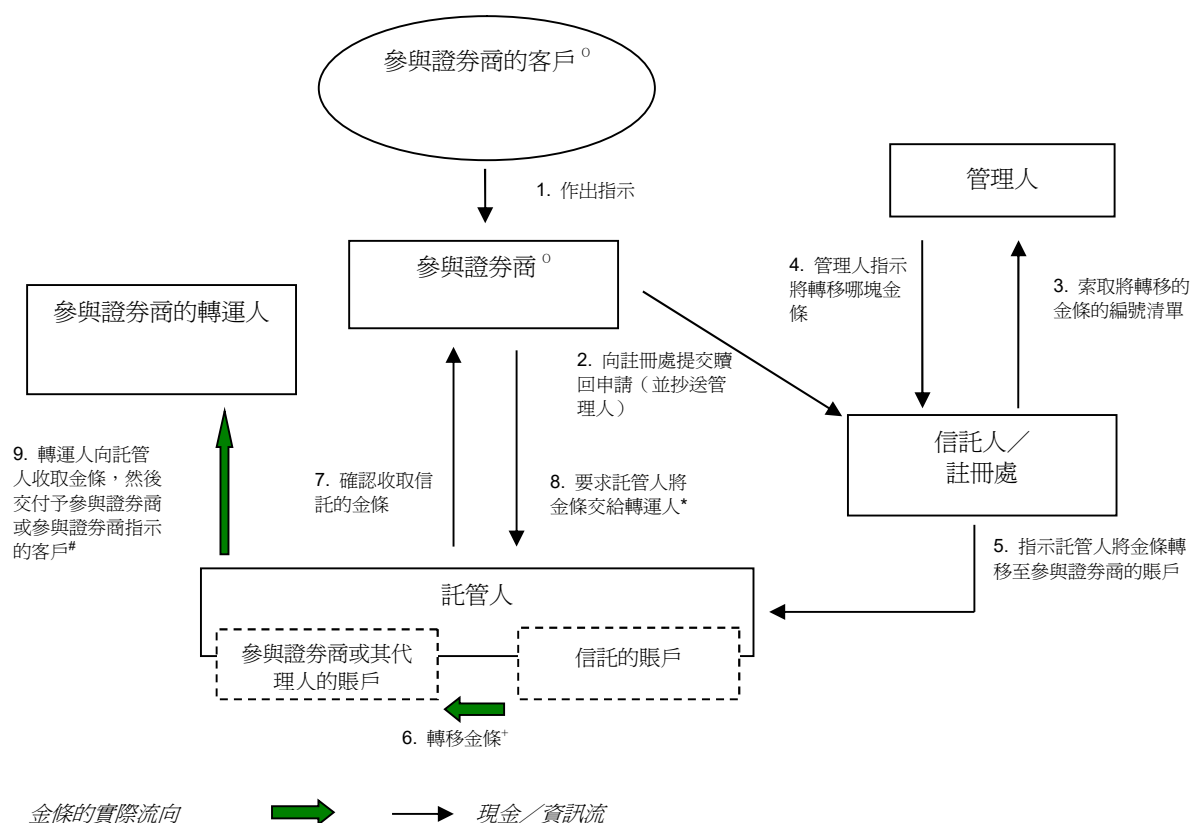 參與證券商的客戶○
1. 作出指示
管理人
參與證券商○
參與證券商的轉運人
4. 管理人指示
將轉移哪塊金
條
3. 索取將轉移的
金條的編號清單
2. 向註冊處提交贖
回申請（並抄送管
理人）
信託人／
註冊處
9. 轉運人向託管
人收取金條，然後
交付予參與證券商
或參與證券商指示
的客戶#
7. 確認收取信
託的金條
8. 要求託管人將
金條交給轉運人*
5. 指示託管人將金條轉
移至參與證券商的賬戶
託管人
參與證券商或其代
理人的賬戶
信託的賬戶
6. 轉移金條+
金條的實際流向
現金／資訊流